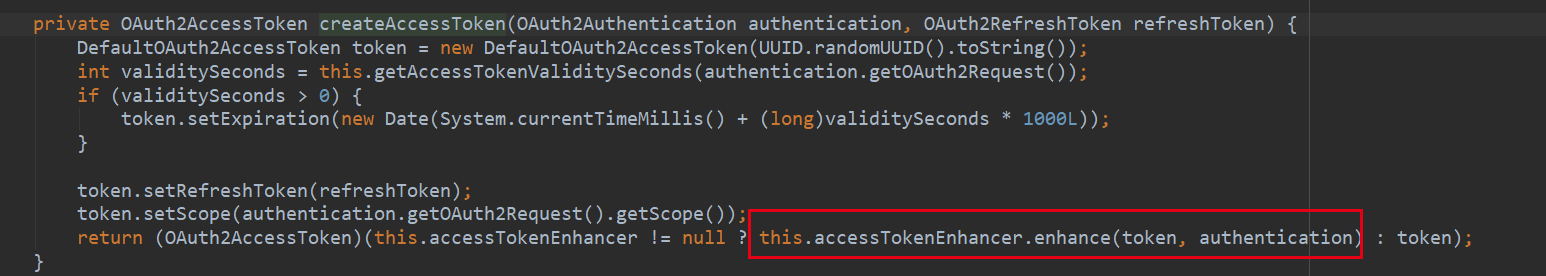 private OAuth2AccessToken createAccessToken(OAuth2Authentication authentication, OAuth2RefreshToken refreshToken) {
    DefaultOAuth2AccessToken token = new DefaultOAuth2AccessToken(UUID.randomUUID().toString());
    int validitySeconds = this.getAccessTokenValiditySeconds(authentication.getOAuth2Request());
    if (validitySeconds > 0) {
        token.setExpiration(new Date(System.currentTimeMillis() + (long)validitySeconds * 1000L));
    }

    token.setRefreshToken(refreshToken);
    token.setScope(authentication.getOAuth2Request().getScope());
    return (OAuth2AccessToken)(this.accessTokenEnhancer != null ? this.accessTokenEnhancer.enhance(token, authentication) : token);
}